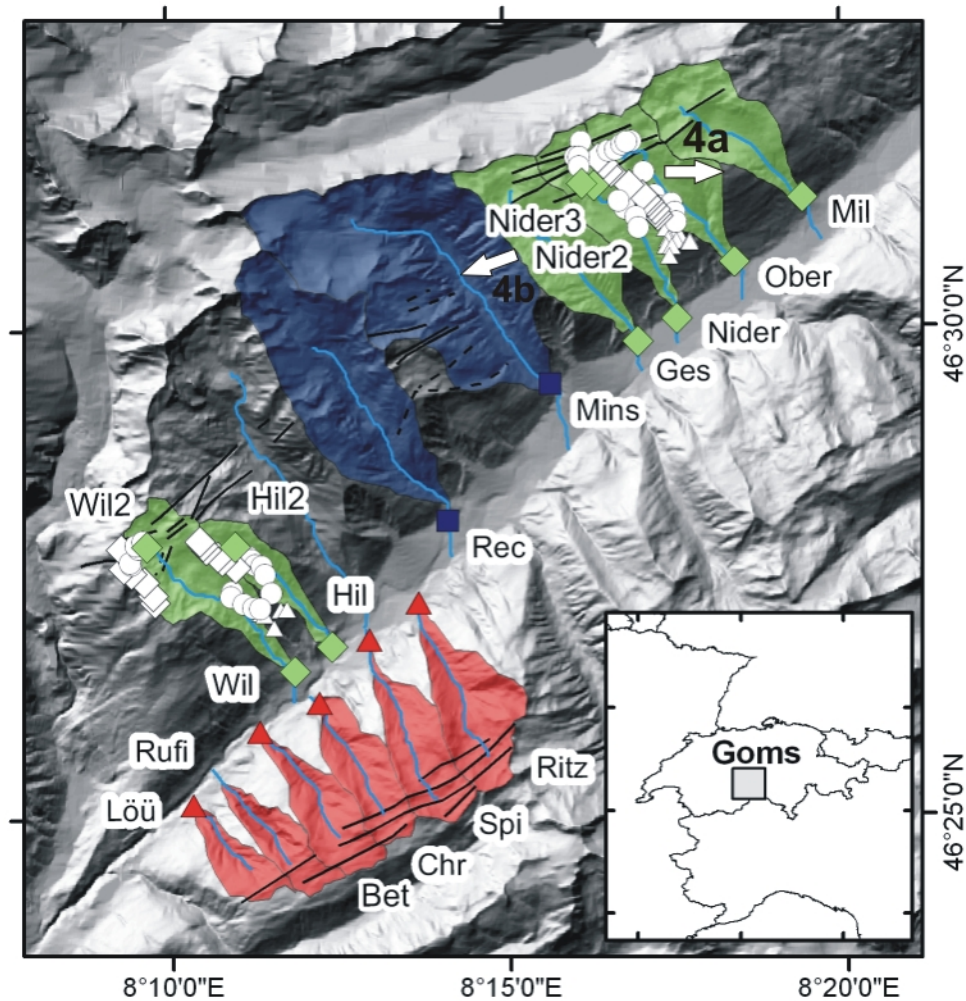 4a
Mil
Nider3
Nider2
4b
Ober
Nider
Ges
Mins
46°30'0"N
Wil2
Hil2
Rec
Hil
Wil
Rufi
Löü
Goms
Ritz
Spi
Chr
Bet
46°25'0"N
8°10'0"E
8°15'0"E
8°20'0"E